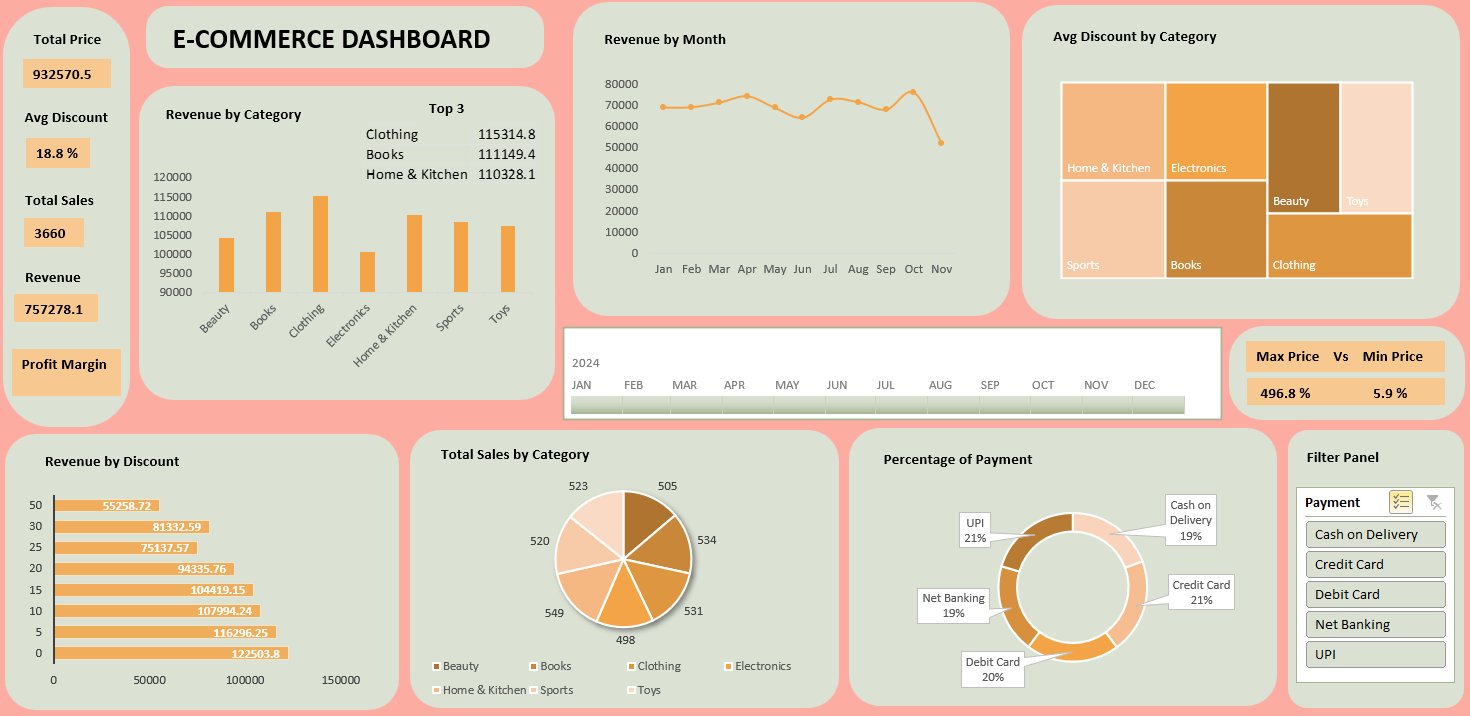 Total Price
932570.5
Avg Discount
18.8 %
Total Sales
3660
Revenue
757278.1
Profit Margin
E-COMMERCE DASHBOARD
Revenue by Category
Top 3
Clothing 115314.8
Books 111149.4
Home & Kitchen 110328.1
120000
115000
110000
105000
100000
95000
90000
Beauty
Books
Clothing
Electronics
Home & Kitchen
Sports
Toys
Revenue by Month
80000
70000
60000
50000
40000
30000
20000
10000
0
Jan Feb Mar Apr May Jun Jul Aug Sep Oct Nov
Avg Discount by Category
Home & Kitchen
Electronics
Beauty
Toys
Sports
Books
Clothing
2024
JAN FEB MAR APR MAY JUN JUL AUG SEP OCT NOV DEC
Max Price Vs Min Price
496.8 % 5.9 %
Revenue by Discount
50 55258.72
30 81332.59
25 75137.57
20 94335.76
15 104419.15
10 107994.24
5 116296.25
0 122503.8
0 50000 100000 150000
Total Sales by Category
523
505
520
534
549
531
498
Beauty Books Clothing Electronics
Home & Kitchen Sports Toys
Percentage of Payment
UPI
21%
Cash on
Delivery
19%
Net Banking
19%
Credit Card
21%
Debit Card
20%
Filter Panel
Payment
Cash on Delivery
Credit Card
Debit Card
Net Banking
UPI